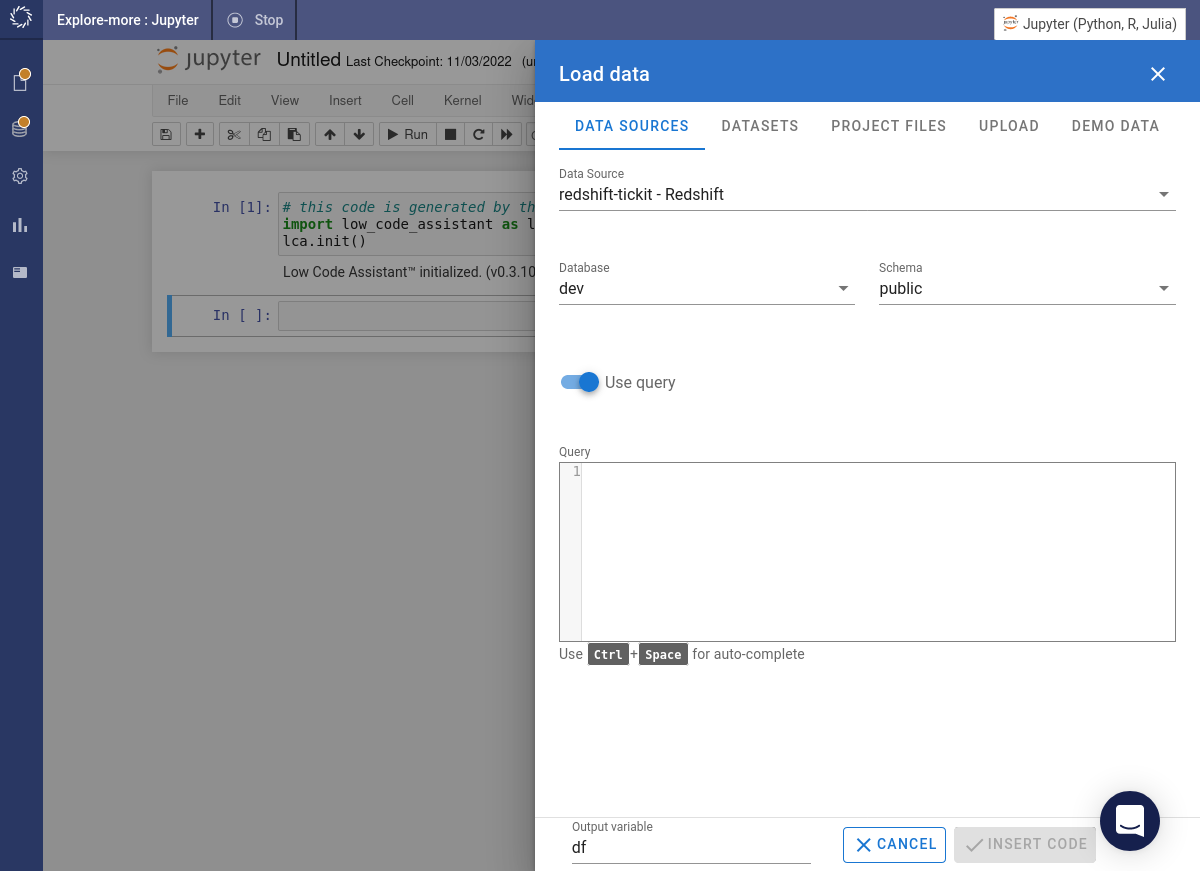 Explore-more : Jupyter
Stop
Jupyter (Python, R, Julia)
jupyter Untitled Last Checkpoint: 11/03/2022
File Edit View Insert Cell Kernel Wid
Run
In [1]: # this code is generated by th
import low_code_assistant as l
lca.init()
Low Code Assistant™ initialized. (v0.3.10
In [ ]:
Load data
DATA SOURCES DATASETS PROJECT FILES UPLOAD DEMO DATA
Data Source
redshift-tickit - Redshift
Database Schema
dev public
Use query
Query
1
Use Ctrl+Space for auto-complete
Output variable
df
CANCEL INSERT CODE